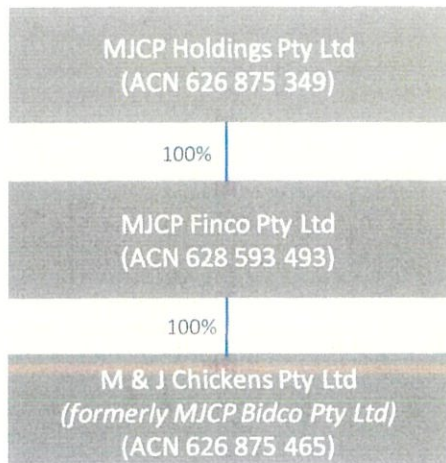 MJCP Holdings Pty Ltd
(ACN 626 875 349)
100%
MJCP Finco Pty Ltd
(ACN 628 593 493)
100%
M & J Chickens Pty Ltd
(formerly MJCP Bidco Pty Ltd)
(ACN 626 875 465)